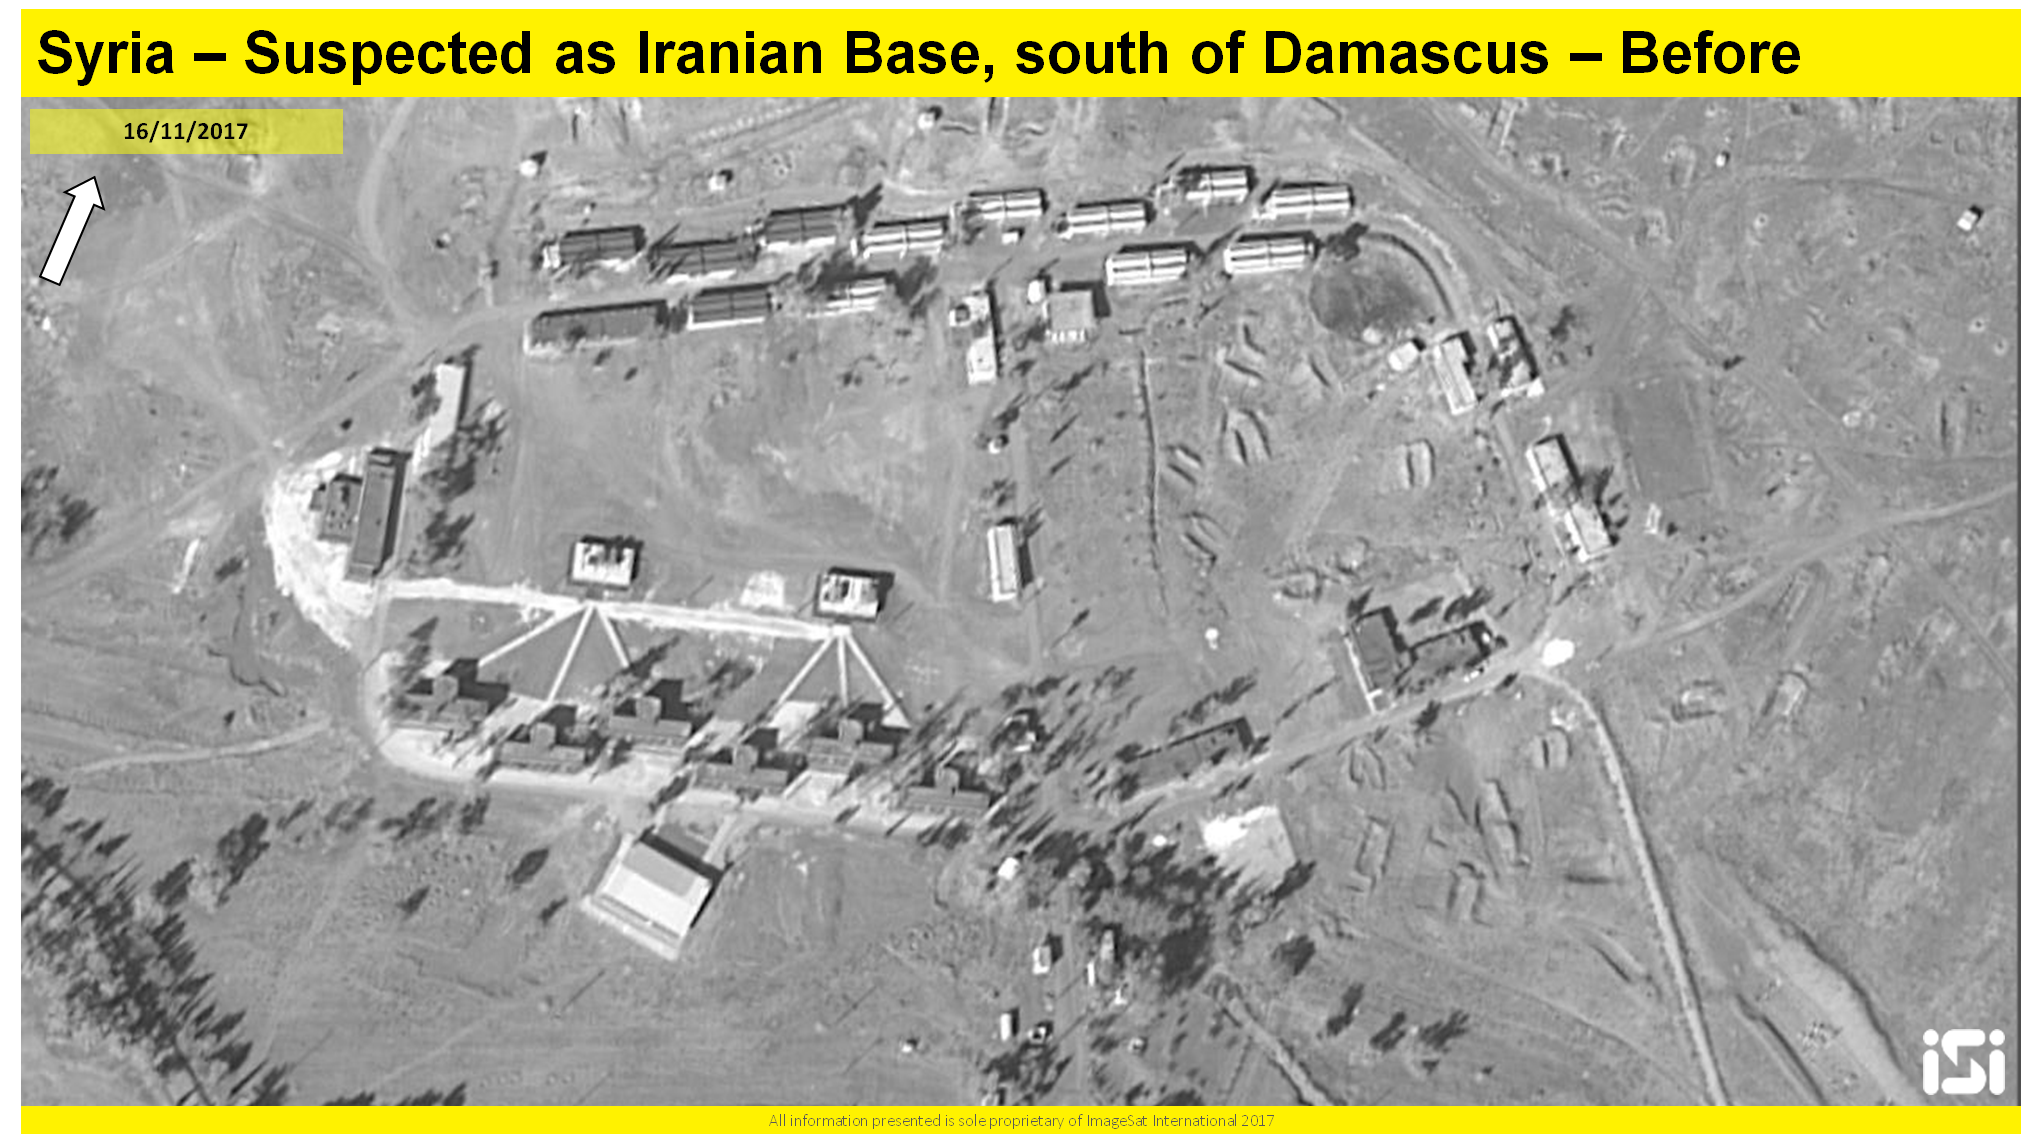 Syria – Suspected as Iranian Base, south of Damascus – Before
16/11/2017
iSi
All information presented is sole proprietary of ImageSat International 2017